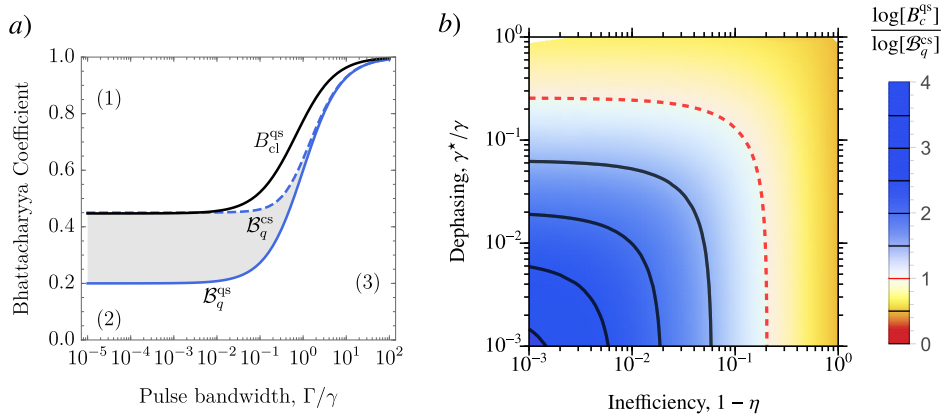 a)
Bhattacharyya Coefficient
1.0
0.8
0.6
0.4
0.2
0.0
(1)
(2)
(3)
B_cl^qs
ℬ_q^cs
ℬ_q^qs
10^-5 10^-4 10^-3 10^-2 10^-1 10^0 10^1 10^2
Pulse bandwidth, Γ/γ
b)
Dephasing, γ*/γ
10^0
10^-1
10^-2
10^-3
10^-3 10^-2 10^-1 10^0
Inefficiency, 1 − η
log[B_c^qs]
log[ℬ_q^cs]
4
3
2
1
0